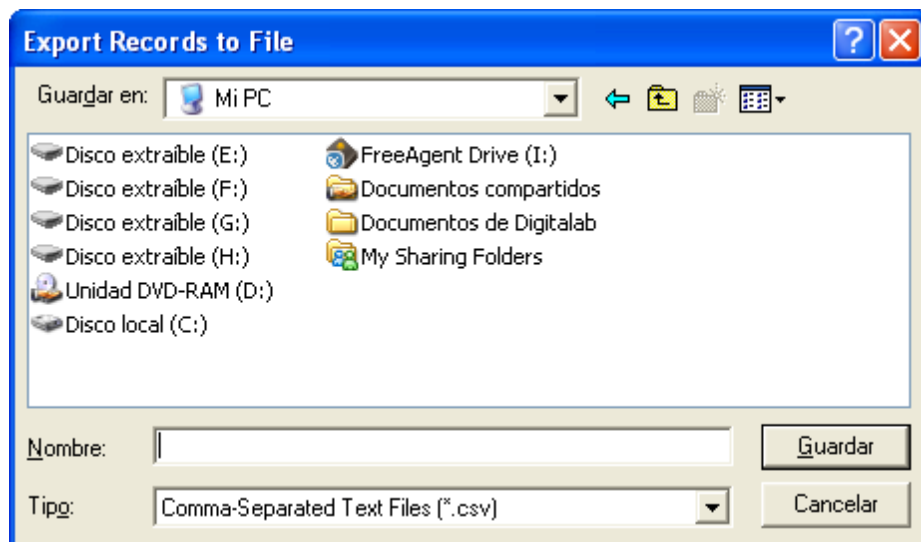 Export Records to File
Guardar en: Mi PC
Disco extraíble (E:)
Disco extraíble (F:)
Disco extraíble (G:)
Disco extraíble (H:)
Unidad DVD-RAM (D:)
Disco local (C:)
FreeAgent Drive (I:)
Documentos compartidos
Documentos de Digitalab
My Sharing Folders
Nombre: Guardar
Tipo: Comma-Separated Text Files (*.csv) Cancelar